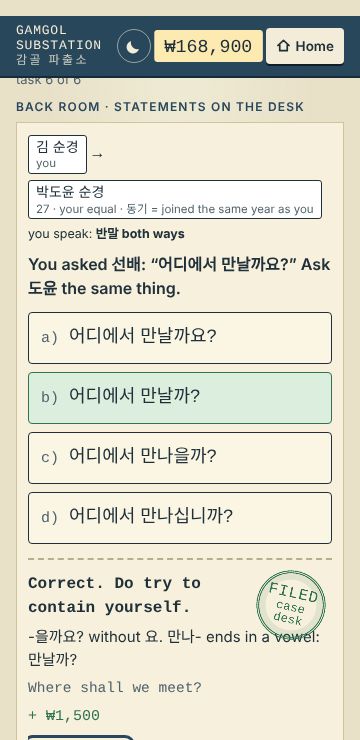 GAMGOL
SUBSTATION
감골 파출소
₩168,900
Home
task 6 of 6
BACK ROOM · STATEMENTS ON THE DESK
김 순경
you
→
박도윤 순경
27 · your equal · 동기 = joined the same year as you
you speak: 반말 both ways
You asked 선배: “어디에서 만날까요?” Ask
도윤 the same thing.
a) 어디에서 만날까요?
b) 어디에서 만날까?
c) 어디에서 만나을까?
d) 어디에서 만나십니까?
Correct. Do try to
contain yourself.
FILED
case
desk
-을까요? without 요. 만나- ends in a vowel:
만날까?
Where shall we meet?
+ ₩1,500